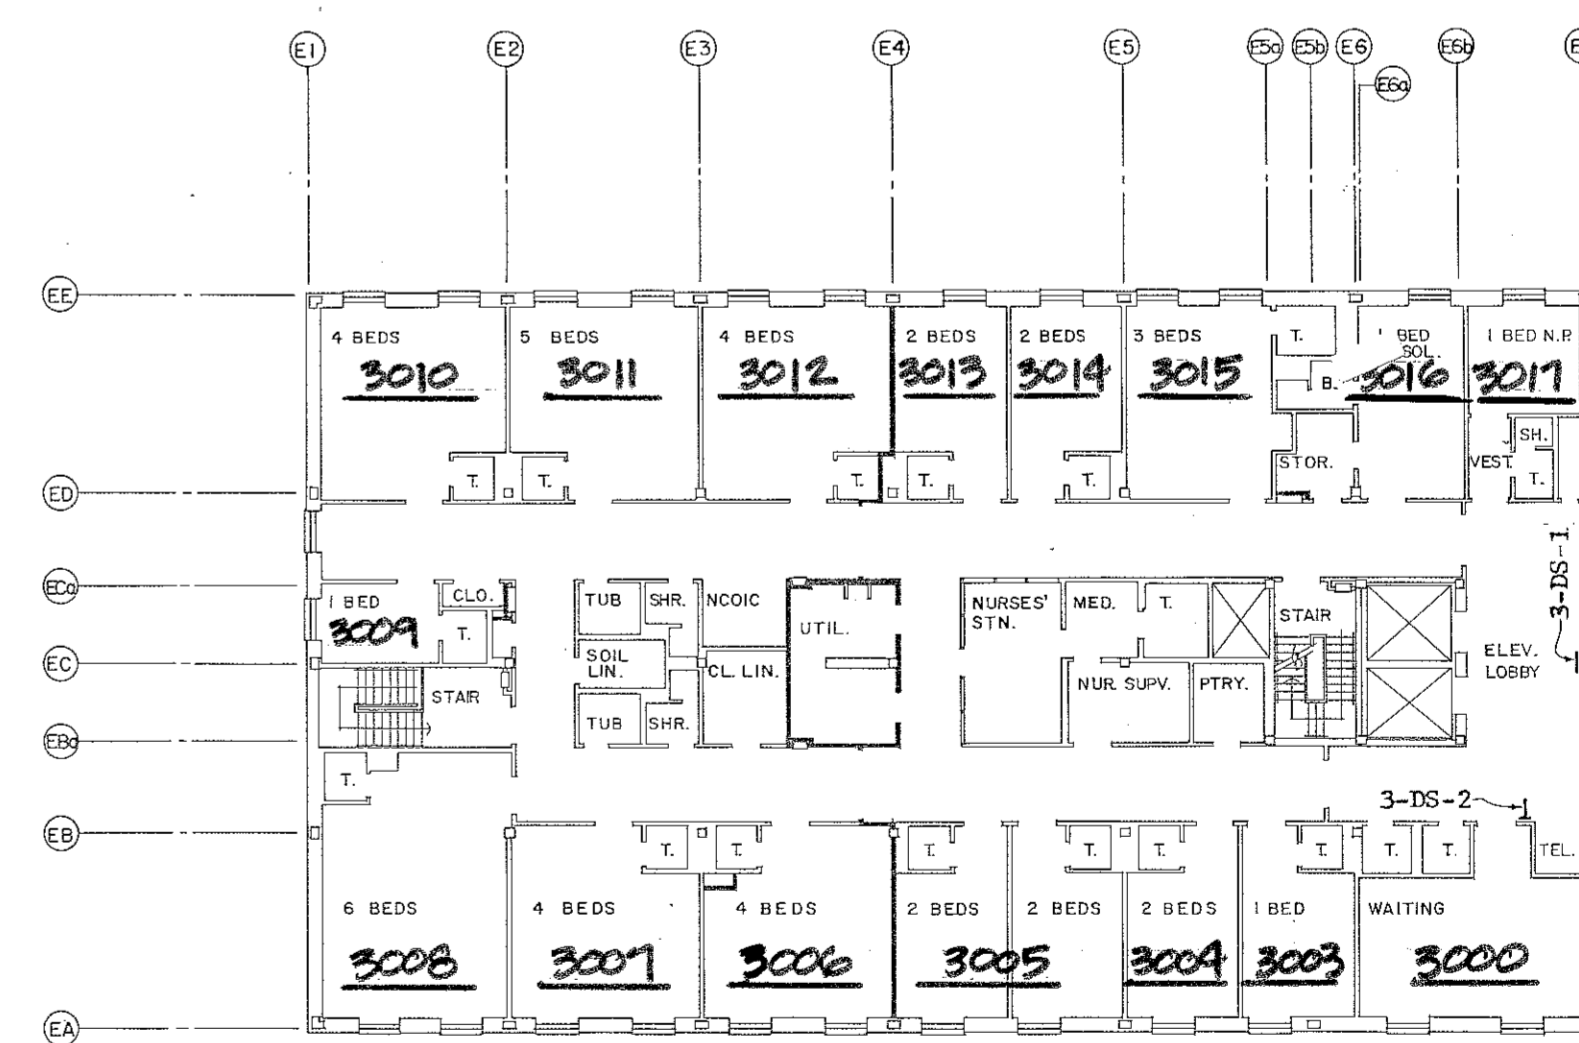 E1 E2 E3 E4 E5 E5a E5b E6 E6b
E6a
EE
4 BEDS 5 BEDS 4 BEDS 2 BEDS 2 BEDS 3 BEDS T. 1 BED SOL. 1 BED N.P.
3010 3011 3012 3013 3014 3015 B. 3016 3017
SH.
STOR. VEST.
T. T. T. T. T. T.
ED
3-DS-1
ECa
1 BED CLO. TUB SHR. NCOIC NURSES' MED. T.
STN.
3009 T. UTIL. STAIR
EC
SOIL
LIN. CL. LIN. ELEV.
LOBBY
STAIR NUR. SUPV. PTRY.
TUB SHR.
EBa
T.
3-DS-2
EB
T. T. T. T. T. T. T. T. TEL.
6 BEDS 4 BEDS 4 BEDS 2 BEDS 2 BEDS 2 BEDS 1 BED WAITING
3008 3007 3006 3005 3004 3003 3000
EA